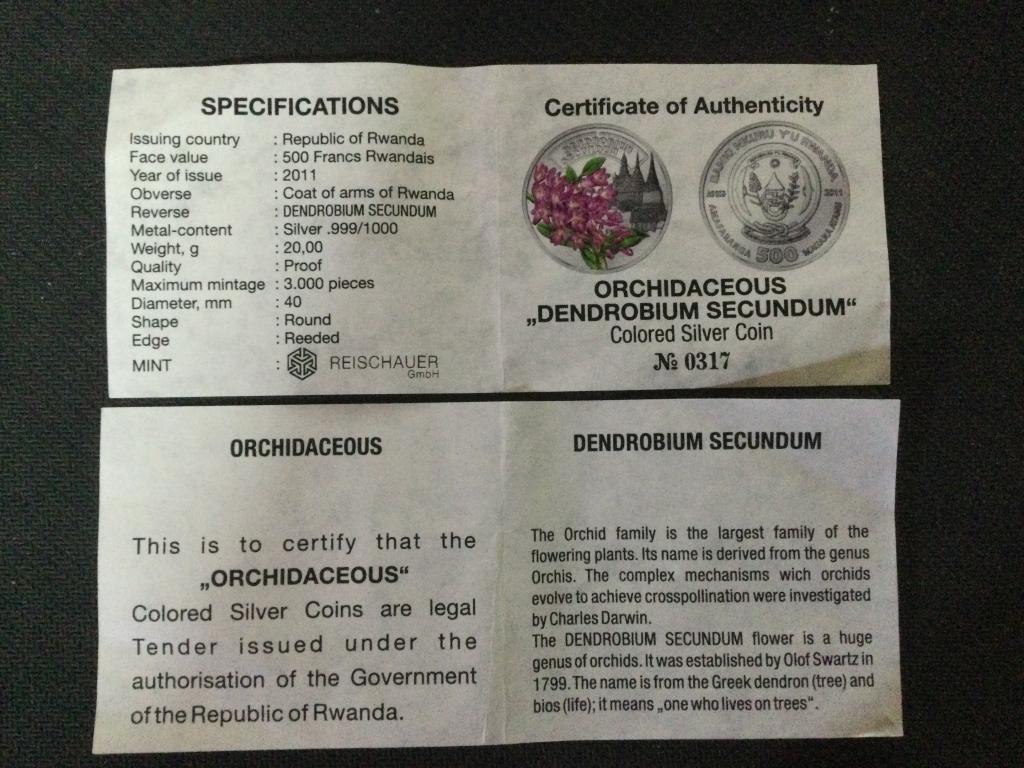 SPECIFICATIONS
Issuing country : Republic of Rwanda
Face value : 500 Francs Rwandais
Year of issue : 2011
Obverse : Coat of arms of Rwanda
Reverse : DENDROBIUM SECUNDUM
Metal-content : Silver .999/1000
Weight, g : 20,00
Quality : Proof
Maximum mintage : 3.000 pieces
Diameter, mm : 40
Shape : Round
Edge : Reeded
MINT : REISCHAUER
GmbH
Certificate of Authenticity
DENDROBIUM
SECUNDUM
BANKI NKURU Y'U RWANDA
2011
AMAFARANGA
500
ORCHIDACEOUS
„DENDROBIUM SECUNDUM“
Colored Silver Coin
№ 0317
ORCHIDACEOUS
This is to certify that the
„ORCHIDACEOUS“
Colored Silver Coins are legal
Tender issued under the
authorisation of the Government
of the Republic of Rwanda.
DENDROBIUM SECUNDUM
The Orchid family is the largest family of the
flowering plants. Its name is derived from the genus
Orchis. The complex mechanisms wich orchids
evolve to achieve crosspollination were investigated
by Charles Darwin.
The DENDROBIUM SECUNDUM flower is a huge
genus of orchids. It was established by Olof Swartz in
1799. The name is from the Greek dendron (tree) and
bios (life); it means „one who lives on trees“.